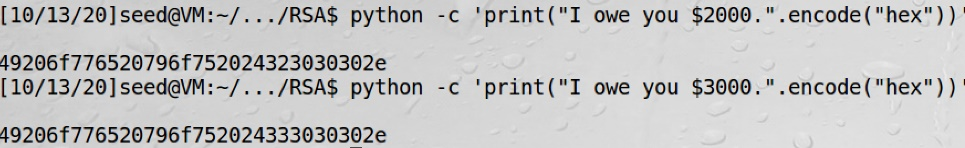 [10/13/20]seed@VM:~/.../RSA$ python -c 'print("I owe you $2000.".encode("hex"))'
49206f776520796f752024323030302e
[10/13/20]seed@VM:~/.../RSA$ python -c 'print("I owe you $3000.".encode("hex"))'
49206f776520796f752024333030302e